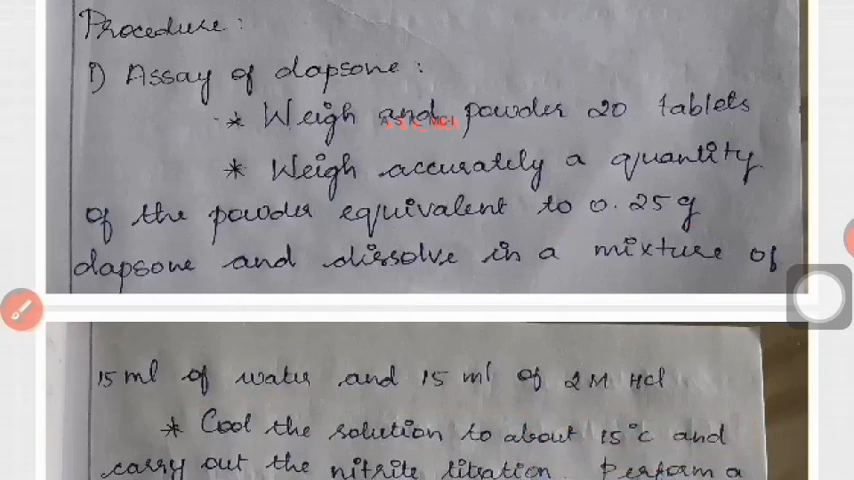 Procedure:
1) Assay of dapsone:
* Weigh and powder 20 tablets
* Weigh accurately a quantity
of the powder equivalent to 0.25g
dapsone and dissolve in a mixture of
15ml of water and 15 ml of 2M Hcl
* Cool the solution to about 15°c and
carry out the nitrite titration. Perform a